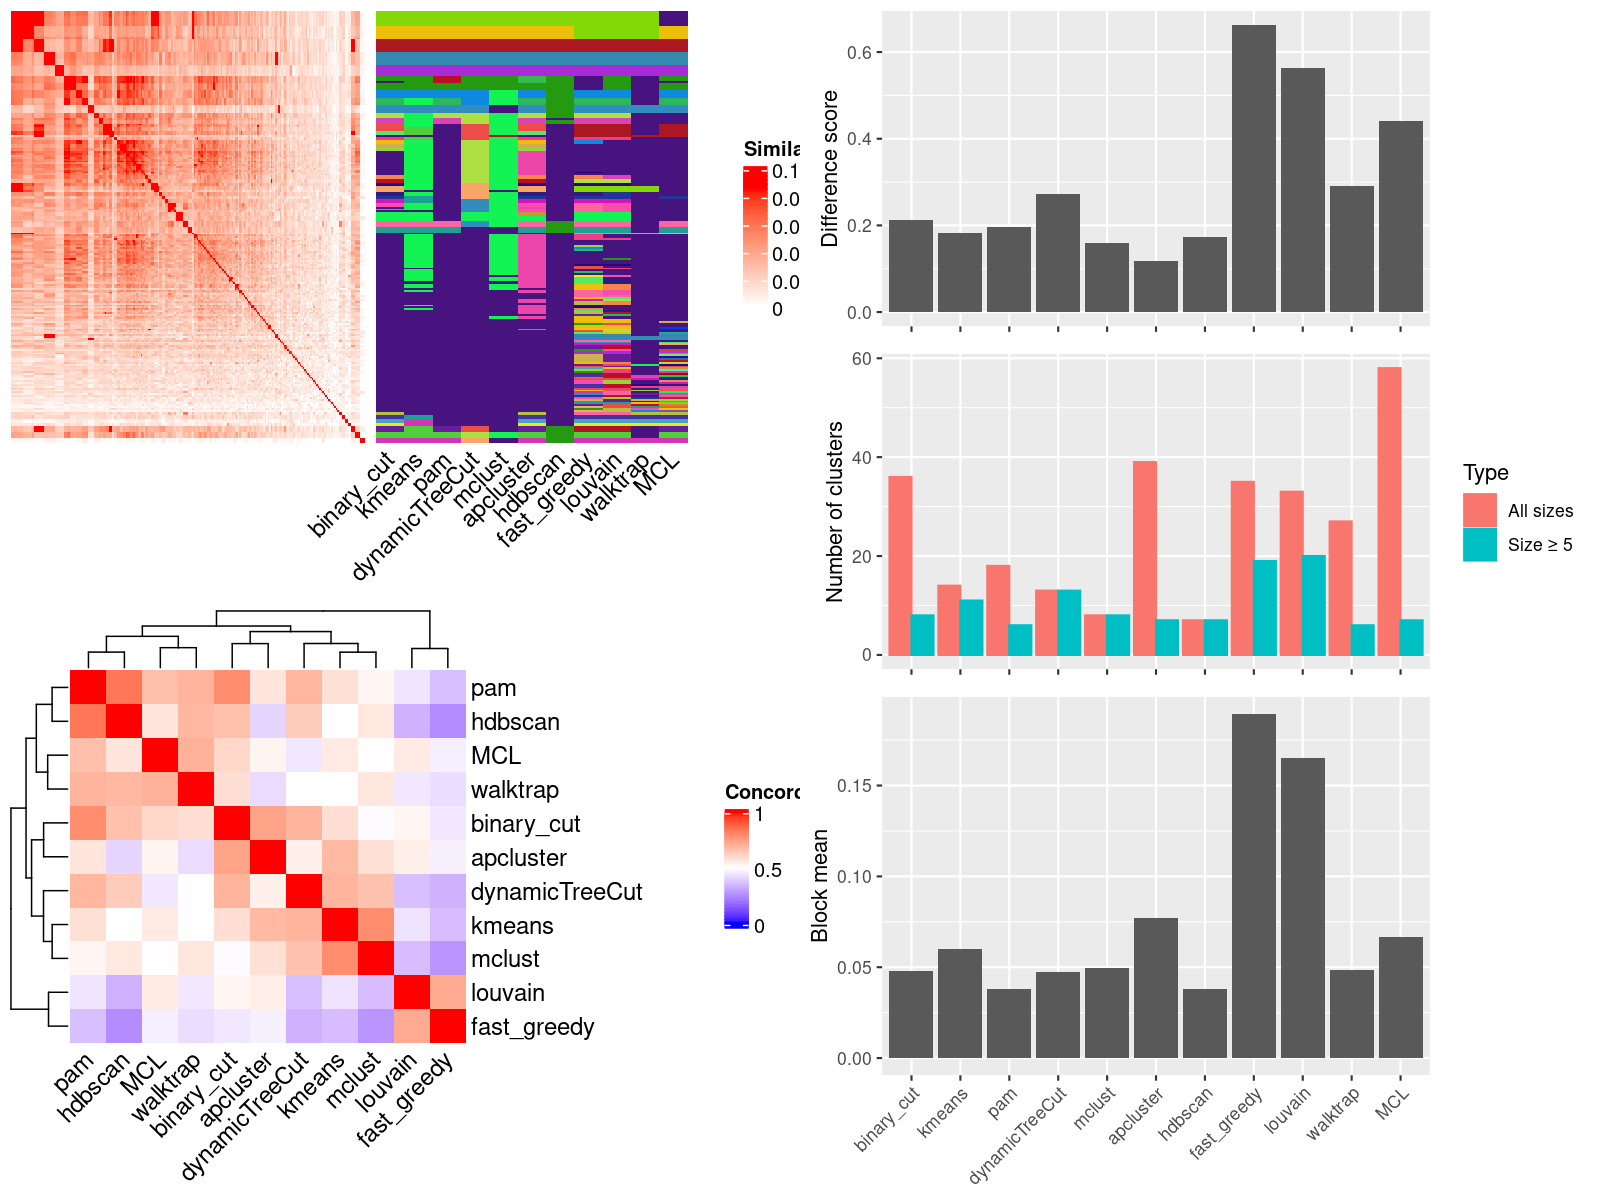 Simila
0.1
0.0
0.0
0.0
0.0
0
binary_cut
kmeans
pam
dynamicTreeCut
mclust
apcluster
hdbscan
fast_greedy
louvain
walktrap
MCL
pam
hdbscan
MCL
walktrap
binary_cut
apcluster
dynamicTreeCut
kmeans
mclust
louvain
fast_greedy
pam
hdbscan
MCL
walktrap
binary_cut
apcluster
dynamicTreeCut
kmeans
mclust
louvain
fast_greedy
Concord
1
0.5
0
Difference score
0.6
0.4
0.2
0.0
Number of clusters
60
40
20
0
Type
All sizes
Size ≥ 5
Block mean
0.15
0.10
0.05
0.00
binary_cut
kmeans
pam
dynamicTreeCut
mclust
apcluster
hdbscan
fast_greedy
louvain
walktrap
MCL